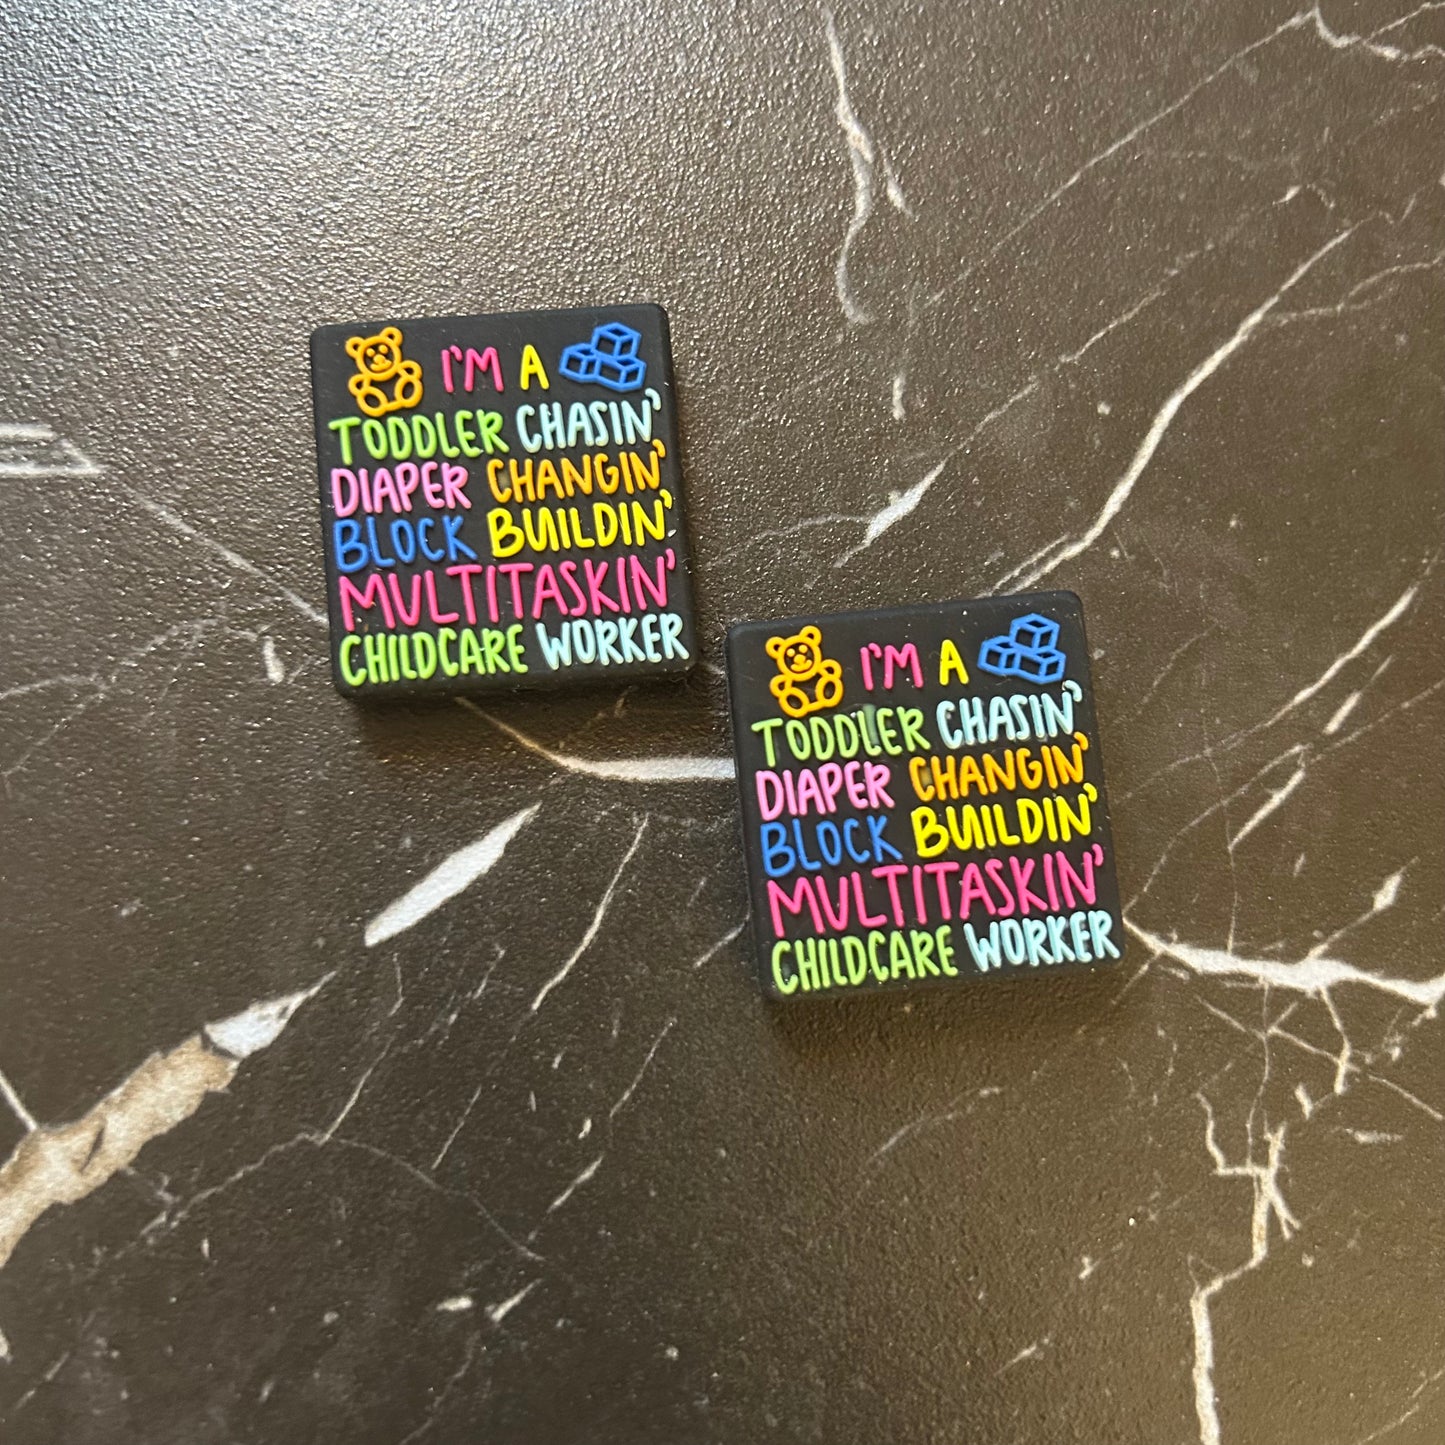 I'M A
TODDLER CHASIN'
DIAPER CHANGIN'
BLOCK BUILDIN'
MULTITASKIN'
CHILDCARE WORKER
I'M A
TODDLER CHASIN'
DIAPER CHANGIN'
BLOCK BUILDIN'
MULTITASKIN'
CHILDCARE WORKER